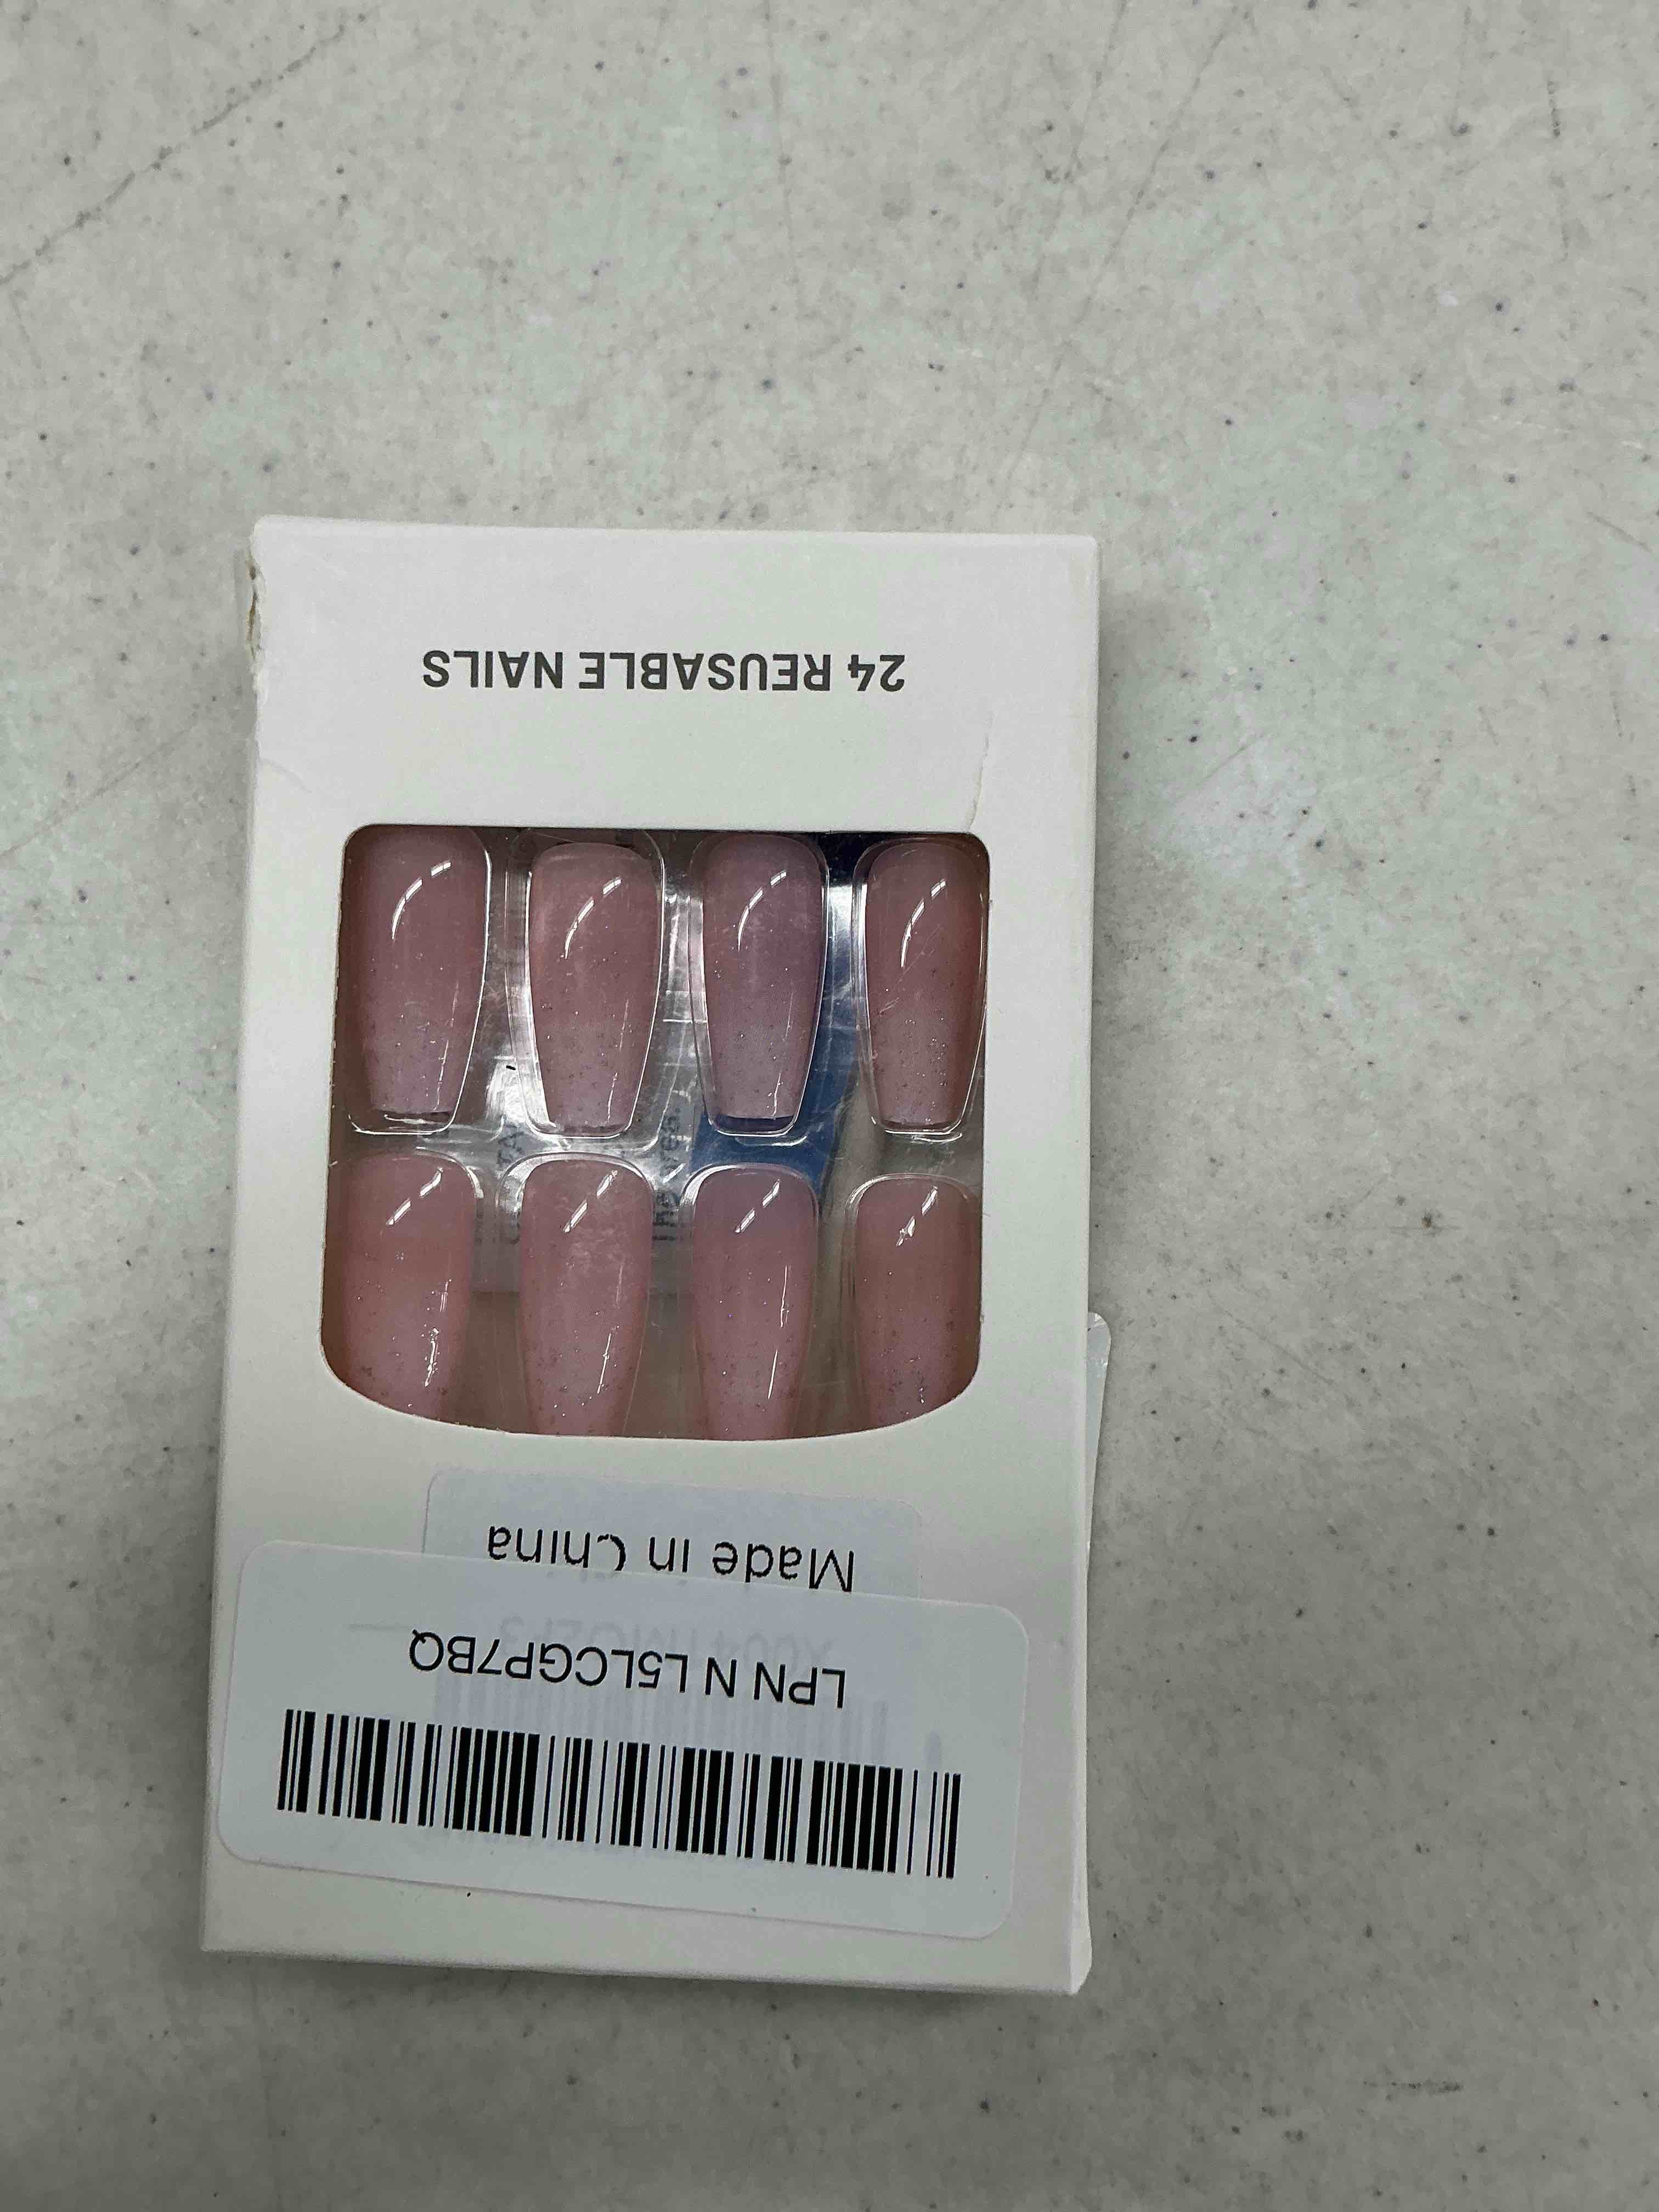 LPN N L5LCGP7BQ
Made in China
24 REUSABLE NAILS